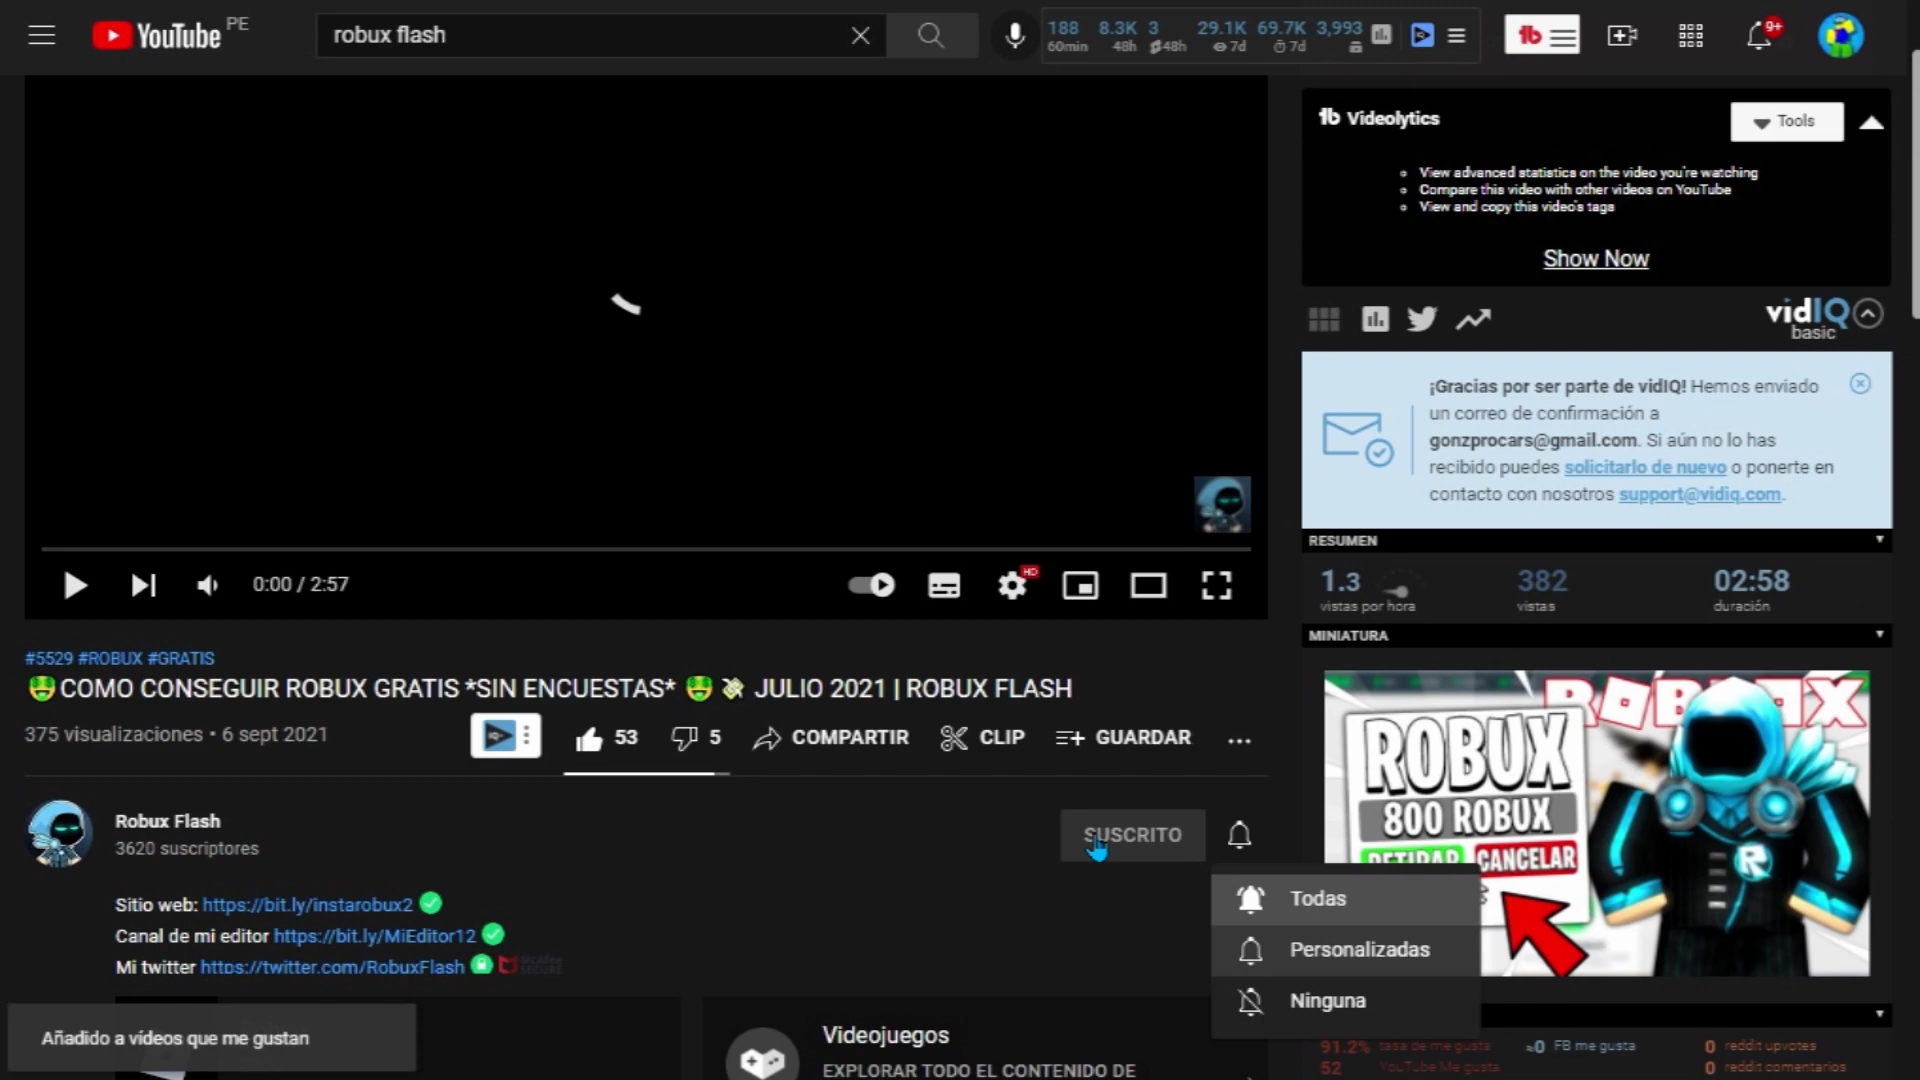 YouTube PE
robux flash
188 8.3K 3 29.1K 69.7K 3,993
60min 48h 48h 7d 7d
9+
Videolytics
Tools
View advanced statistics on the video you're watching
Compare this video with other videos on YouTube
View and copy this video's tags
Show Now
vidIQ
basic
¡Gracias por ser parte de vidIQ! Hemos enviado
un correo de confirmación a
gonzprocars@gmail.com. Si aún no lo has
recibido puedes solicitarlo de nuevo o ponerte en
contacto con nosotros support@vidiq.com.
RESUMEN
1.3 382 02:58
vistas por hora vistas duración
MINIATURA
ROBLOX
ROBUX
800 ROBUX
RETIRAR CANCELAR
0:00 / 2:57
HD
#5529 #ROBUX #GRATIS
🤑COMO CONSEGUIR ROBUX GRATIS *SIN ENCUESTAS* 🤑 💸 JULIO 2021 | ROBUX FLASH
375 visualizaciones • 6 sept 2021
53 5 COMPARTIR CLIP GUARDAR
Robux Flash
3620 suscriptores
SUSCRITO
Sitio web: https://bit.ly/instarobux2
Canal de mi editor https://bit.ly/MiEditor12
Mi twitter https://twitter.com/RobuxFlash
McAfee
SECURE
Todas
Personalizadas
Ninguna
Añadido a vídeos que me gustan
Videojuegos
EXPLORAR TODO EL CONTENIDO DE
91.2% tasa de me gusta ≈0 FB me gusta 0 reddit upvotes
52 YouTube Me gusta 0 reddit comentarios